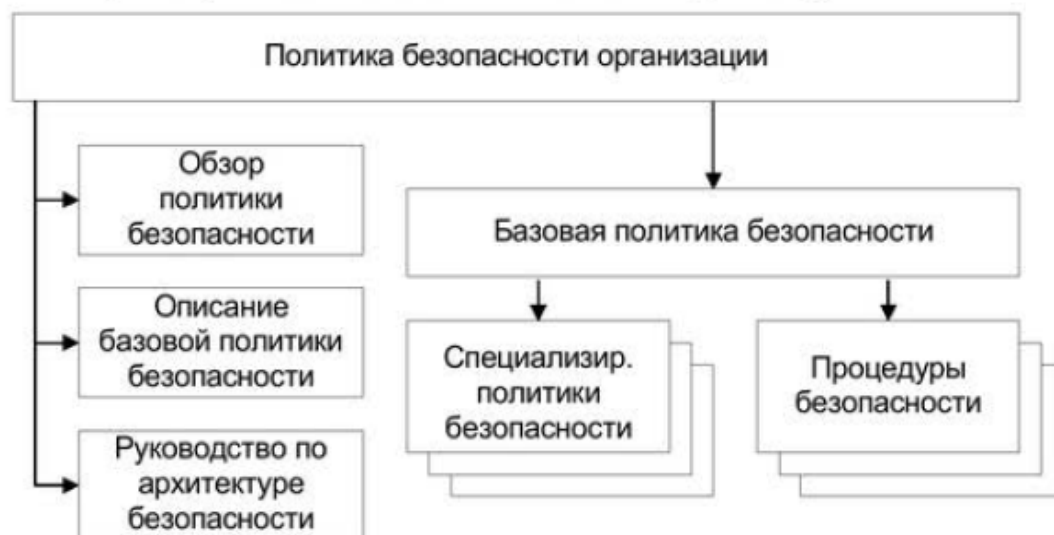 Политика безопасности организации
Обзор
политики
безопасности
Базовая политика безопасности
Описание
базовой политики
безопасности
Специализир.
политики
безопасности
Процедуры
безопасности
Руководство по
архитектуре
безопасности